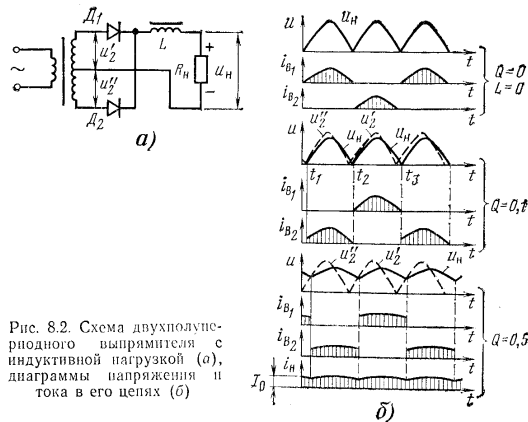 Д1
u₂′
u₂″
Д2
L
Rн
+
−
uн
~
а)
u
uн
t
iв1
t
iв2
t
Q=0
L=0
u
u₂″
uн
u₂′
uн
t1
t2
t3
t
iв1
t
iв2
t
Q=0,1
u
u₂″
u₂′
uн
t
iв1
t
iв2
t
iн
I0
t
Q=0,5
б)
Рис. 8.2. Схема двухполупе-
риодного выпрямителя с
индуктивной нагрузкой (а),
диаграммы напряжения и
тока в его цепях (б)